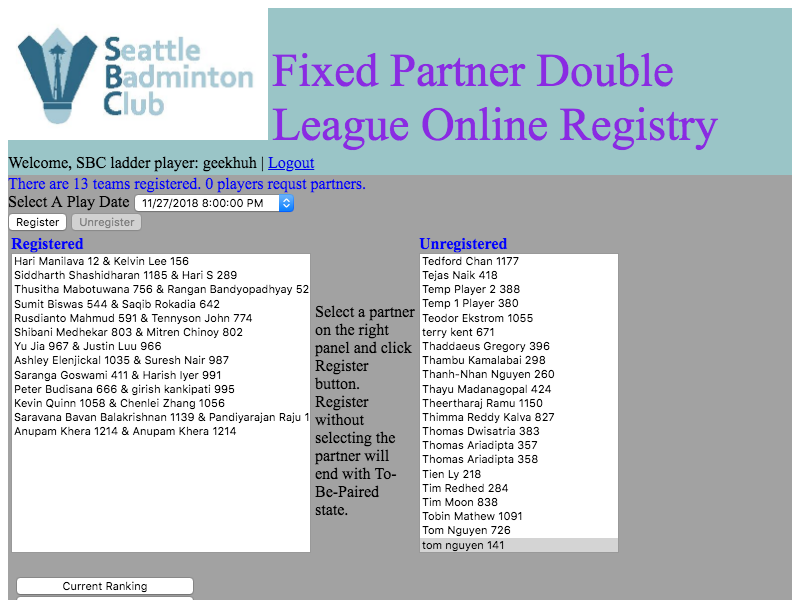 Seattle
Badminton
Club
Fixed Partner Double
League Online Registry
Welcome, SBC ladder player: geekhuh | Logout
There are 13 teams registered. 0 players requst partners.
Select A Play Date 11/27/2018 8:00:00 PM
Register Unregister
Registered
Hari Manilava 12 & Kelvin Lee 156
Siddharth Shashidharan 1185 & Hari S 289
Thusitha Mabotuwana 756 & Rangan Bandyopadhyay 52
Sumit Biswas 544 & Saqib Rokadia 642
Rusdianto Mahmud 591 & Tennyson John 774
Shibani Medhekar 803 & Mitren Chinoy 802
Yu Jia 967 & Justin Luu 966
Ashley Elenjickal 1035 & Suresh Nair 987
Saranga Goswami 411 & Harish Iyer 991
Peter Budisana 666 & girish kankipati 995
Kevin Quinn 1058 & Chenlei Zhang 1056
Saravana Bavan Balakrishnan 1139 & Pandiyarajan Raju 1
Anupam Khera 1214 & Anupam Khera 1214
Select a partner
on the right
panel and click
Register
button.
Register
without
selecting the
partner will
end with To-
Be-Paired
state.
Unregistered
Tedford Chan 1177
Tejas Naik 418
Temp Player 2 388
Temp 1 Player 380
Teodor Ekstrom 1055
terry kent 671
Thaddaeus Gregory 396
Thambu Kamalabai 298
Thanh-Nhan Nguyen 260
Thayu Madanagopal 424
Theertharaj Ramu 1150
Thimma Reddy Kalva 827
Thomas Dwisatria 383
Thomas Ariadipta 357
Thomas Ariadipta 358
Tien Ly 218
Tim Redhed 284
Tim Moon 838
Tobin Mathew 1091
Tom Nguyen 726
tom nguyen 141
Current Ranking